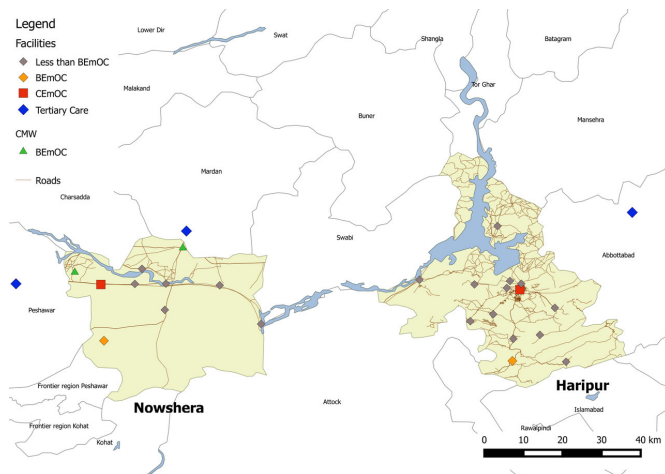 Legend
Facilities
Less than BEmOC
BEmOC
CEmOC
Tertiary Care
CMW
BEmOC
Roads
Lower Dir
Swat
Shangla
Batagram
Malakand
Tor Ghar
Buner
Mansehra
Mardan
Charsadda
Swabi
Abbottabad
Peshawar
Frontier region Peshawar
Nowshera
Attock
Haripur
Islamabad
Frontier region Kohat
Kohat
Rawalpindi
0 10 20 30 40 km